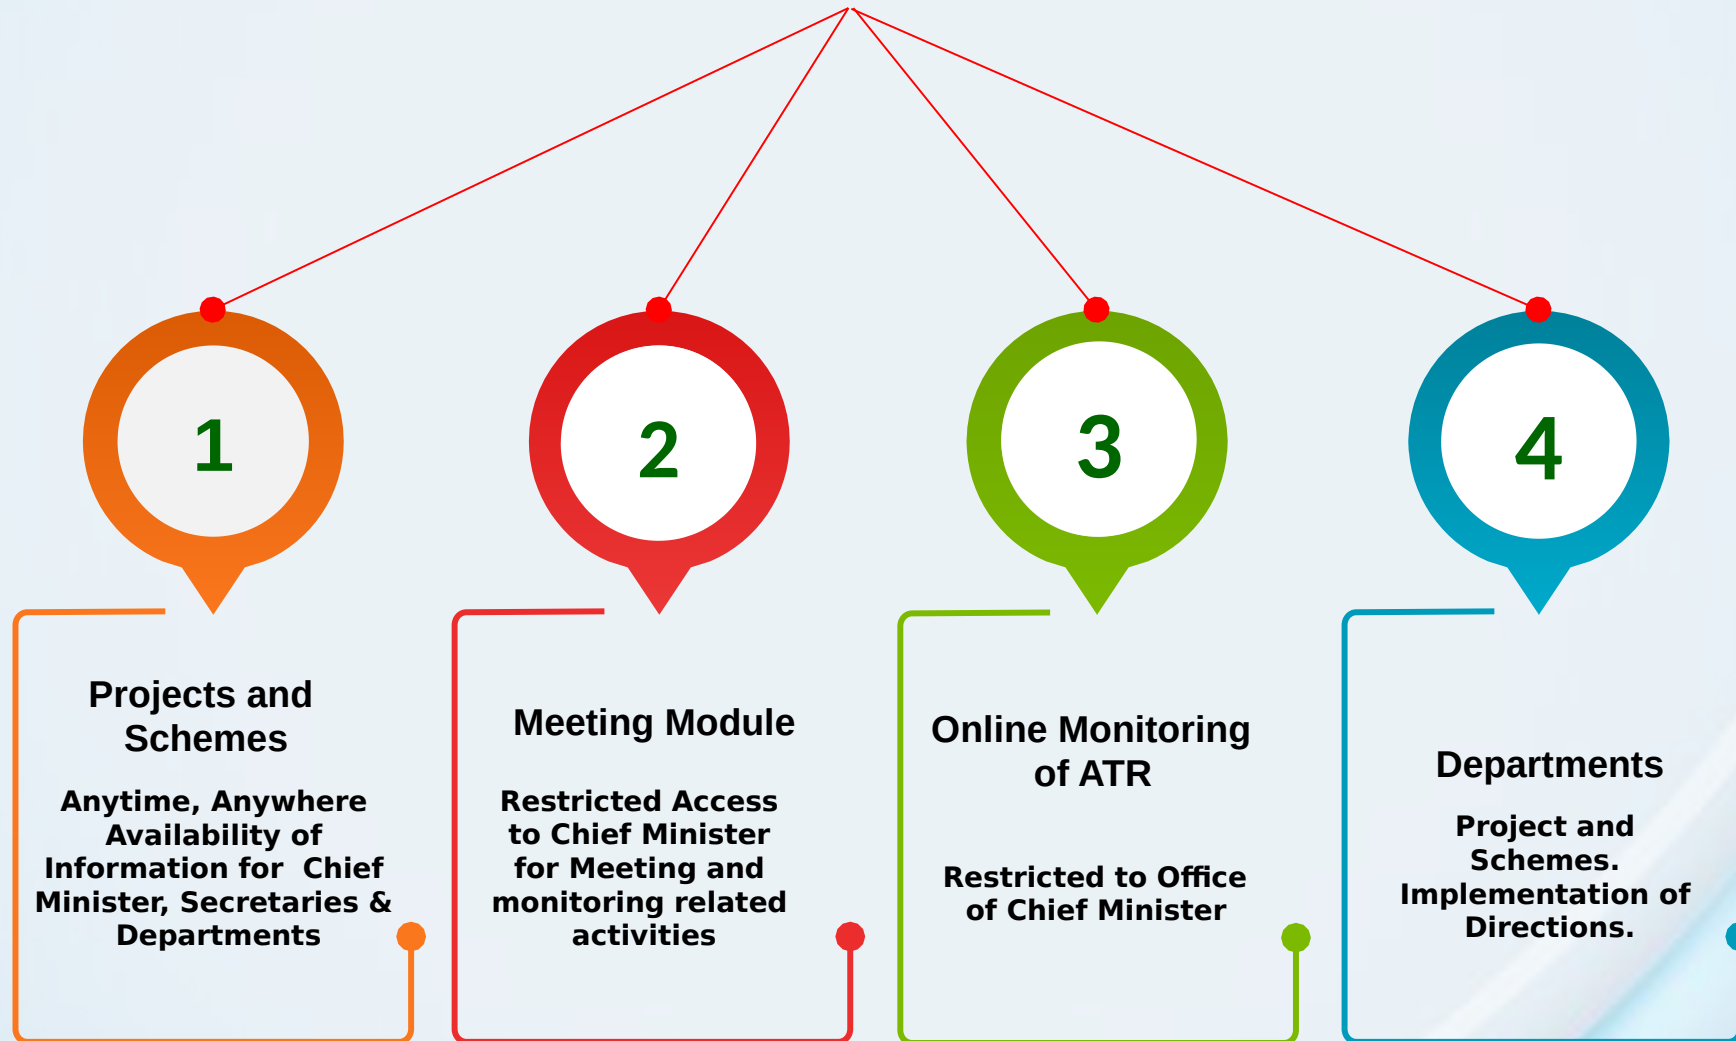 1
2
3
4
Projects and
Schemes
Anytime, Anywhere
Availability of
Information for  Chief
Minister, Secretaries &
Departments
Meeting Module
Restricted Access
to Chief Minister
for Meeting and
monitoring related
activities
Online Monitoring
of ATR
Restricted to Office
of Chief Minister
Departments
Project and
Schemes.
Implementation of
Directions.